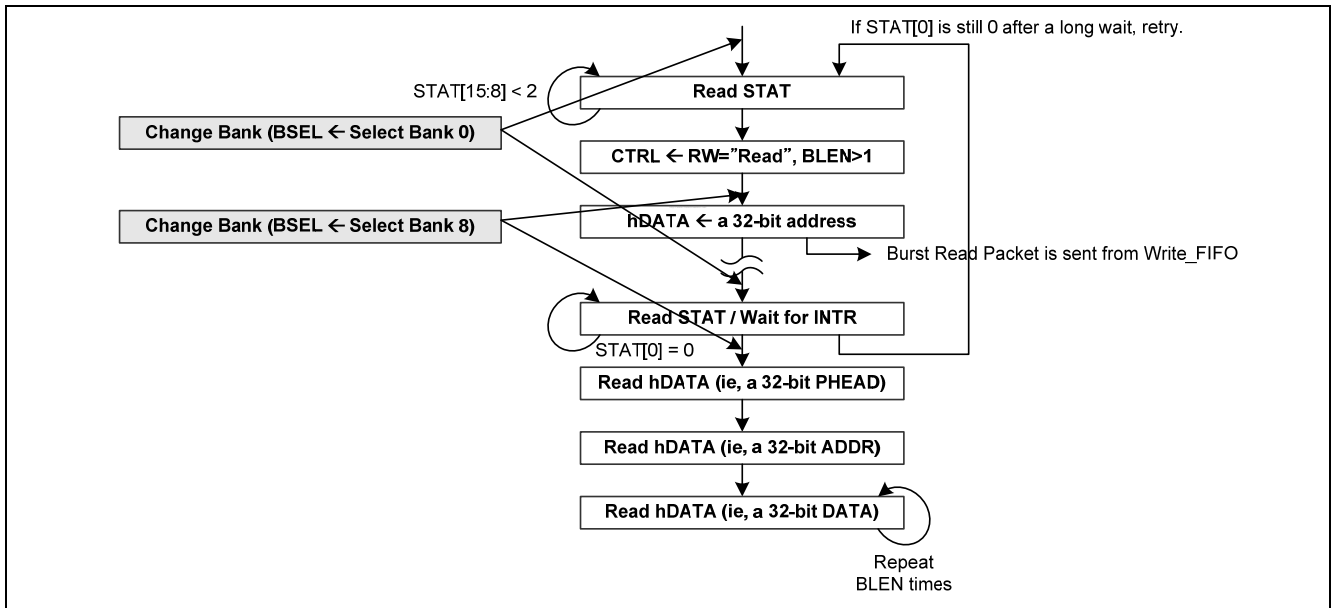 If STAT[0] is still 0 after a long wait, retry.
STAT[15:8] < 2
Read STAT
Change Bank (BSEL ← Select Bank 0)
CTRL ← RW=”Read”, BLEN>1
Change Bank (BSEL ← Select Bank 8)
hDATA ← a 32-bit address
Burst Read Packet is sent from Write_FIFO
Read STAT / Wait for INTR
STAT[0] = 0
Read hDATA (ie, a 32-bit PHEAD)
Read hDATA (ie, a 32-bit ADDR)
Read hDATA (ie, a 32-bit DATA)
Repeat
BLEN times